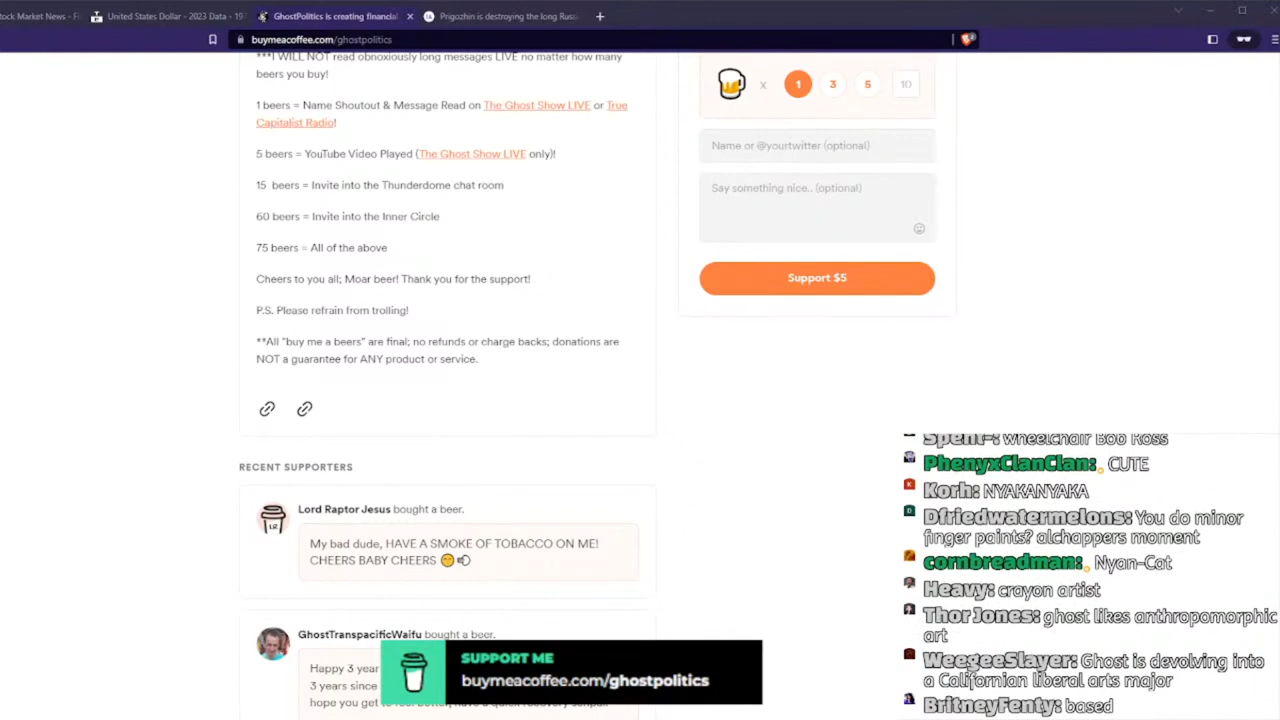 tock Market News - Fi
United States Dollar - 2023 Data - 197
GhostPolitics is creating financial
Prigozhin is destroying the long Russ
buymeacoffee.com/ghostpolitics
***I WILL NOT read obnoxiously long messages LIVE no matter how many
beers you buy!
1 beers = Name Shoutout & Message Read on The Ghost Show LIVE or True
Capitalist Radio!
5 beers = YouTube Video Played (The Ghost Show LIVE only)!
15 beers = Invite into the Thunderdome chat room
60 beers = Invite into the Inner Circle
75 beers = All of the above
Cheers to you all; Moar beer! Thank you for the support!
P.S. Please refrain from trolling!
**All "buy me a beers" are final; no refunds or charge backs; donations are
NOT a guarantee for ANY product or service.
x 1 3 5 10
Name or @yourtwitter (optional)
Say something nice.. (optional)
Support $5
RECENT SUPPORTERS
LR
Lord Raptor Jesus bought a beer.
My bad dude, HAVE A SMOKE OF TOBACCO ON ME!
CHEERS BABY CHEERS
GhostTranspacificWaifu bought a beer.
Happy 3 year
3 years since
hope you get
SUPPORT ME
buymeacoffee.com/ghostpolitics
Spent-: wheelchair Bob Ross
PhenyxClanClan: CUTE
Korh: NYAKANYAKA
Dfriedwatermelons: You do minor
finger paints? alchappers moment
cornbreadman: Nyan-Cat
Heavy: crayon artist
Thor Jones: ghost likes anthropomorphic
art
WeegeeSlayer: Ghost is devolving into
a Californian liberal arts major
BritneyFenty: based